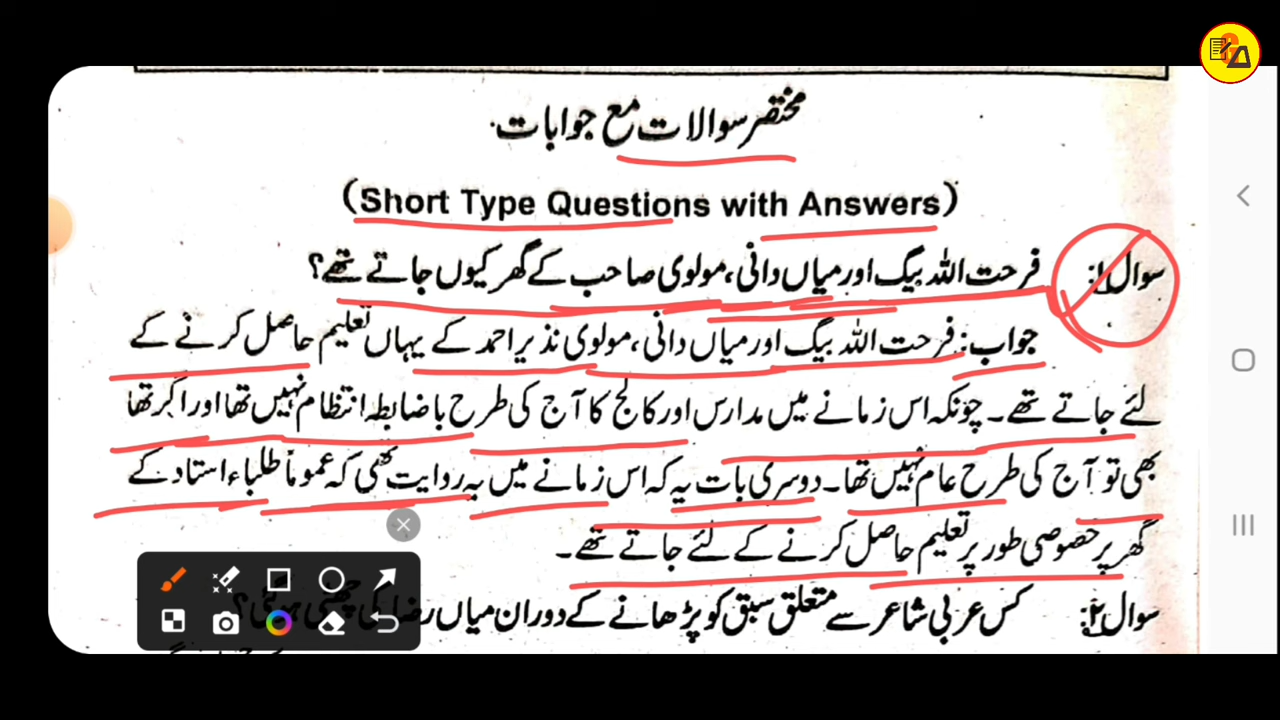 مختصر سوالات مع جوابات
(Short Type Questions with Answers)
سوال ۱: فرحت اللہ بیگ اور میاں دانی، مولوی صاحب کے گھر کیوں جاتے تھے؟
جواب: فرحت اللہ بیگ اور میاں دانی، مولوی نذیر احمد کے یہاں تعلیم حاصل کرنے کے
لئے جاتے تھے۔ چونکہ اس زمانے میں مدارس اور کالج کا آج کی طرح باضابطہ انتظام نہیں تھا اور اگر تھا
بھی تو آج کی طرح عام نہیں تھا۔ دوسری بات یہ کہ اس زمانے میں یہ روایت تھی کہ عموماً طلباء استاد کے
گھر پر خصوصی طور پر تعلیم حاصل کرنے کے لئے جاتے تھے۔
سوال ۲: کس عربی شاعر سے متعلق سبق کو پڑھانے کے دوران میاں